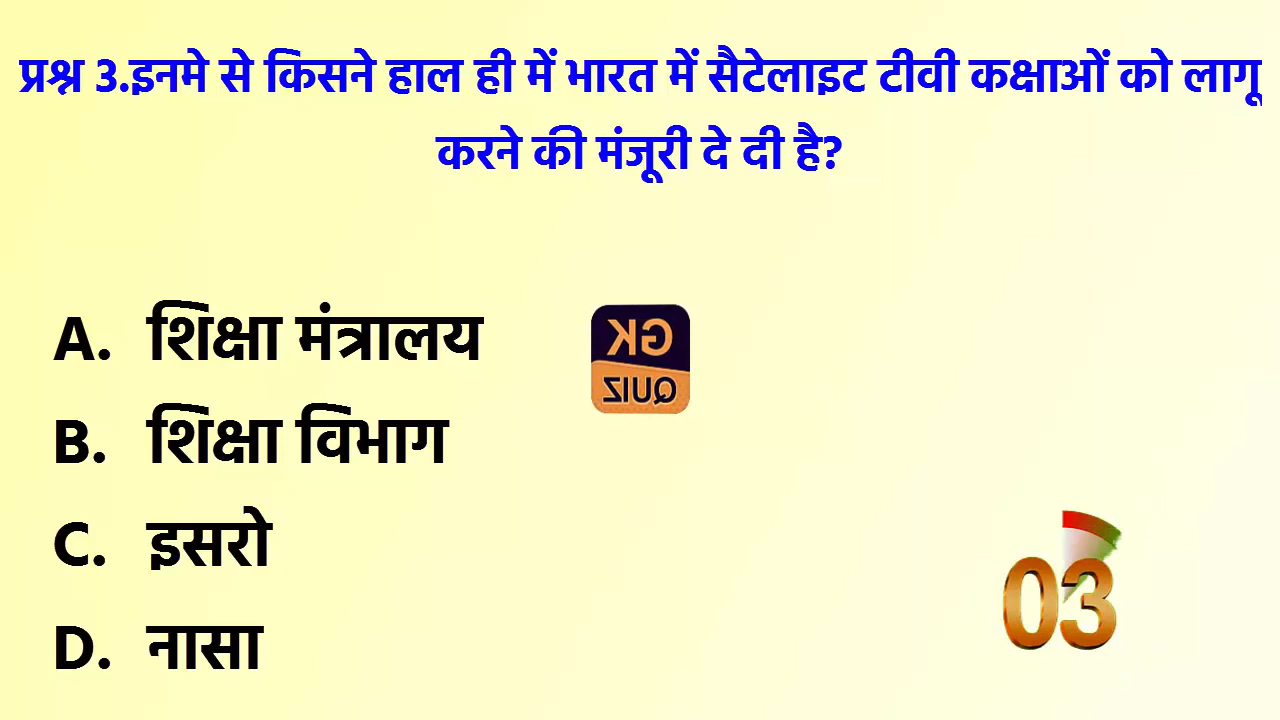 प्रश्न 3.इनमे से किसने हाल ही में भारत में सैटेलाइट टीवी कक्षाओं को लागू
करने की मंजूरी दे दी है?
A. शिक्षा मंत्रालय
GK
QUIZ
B. शिक्षा विभाग
C. इसरो
03
D. नासा